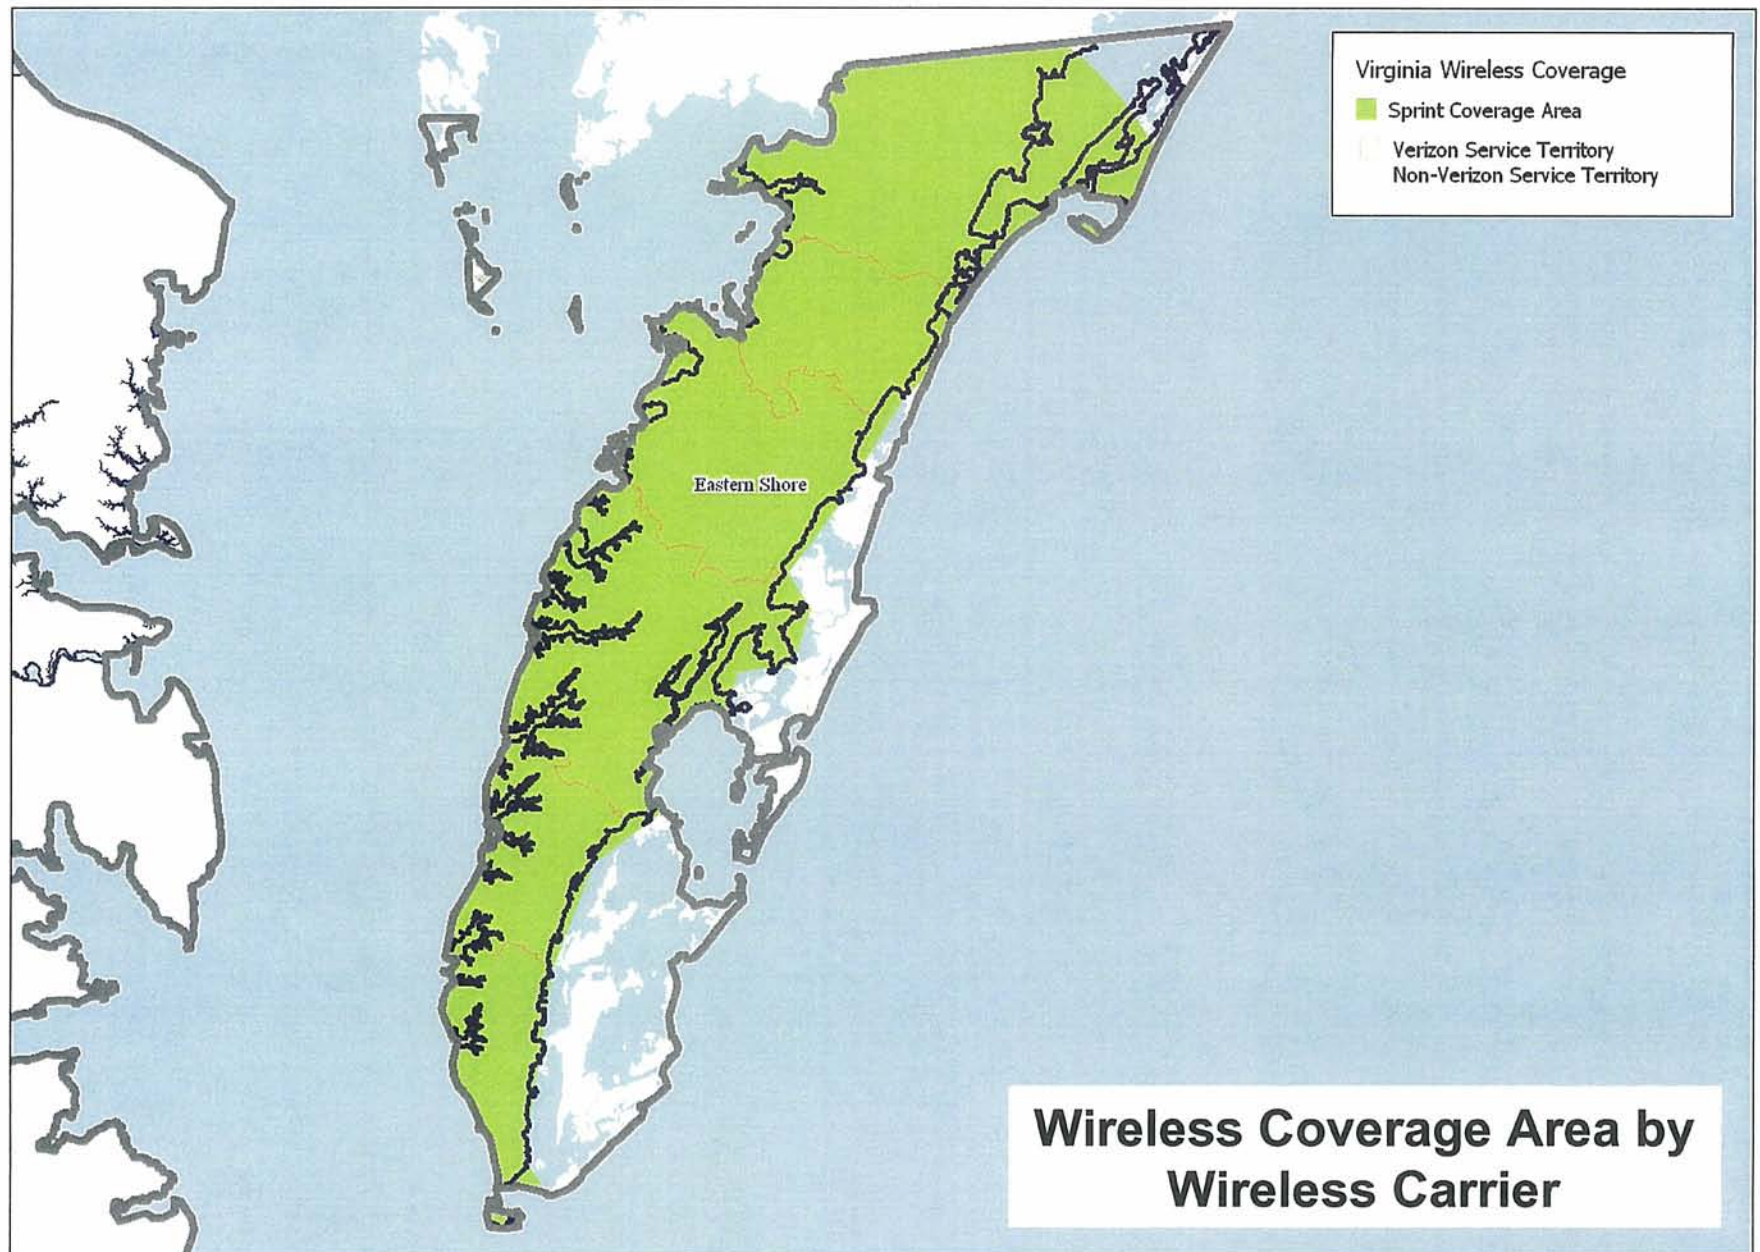 Virginia Wireless Coverage
Sprint Coverage Area
Verizon Service Territory
Non-Verizon Service Territory
Eastern Shore
Wireless Coverage Area by
Wireless Carrier